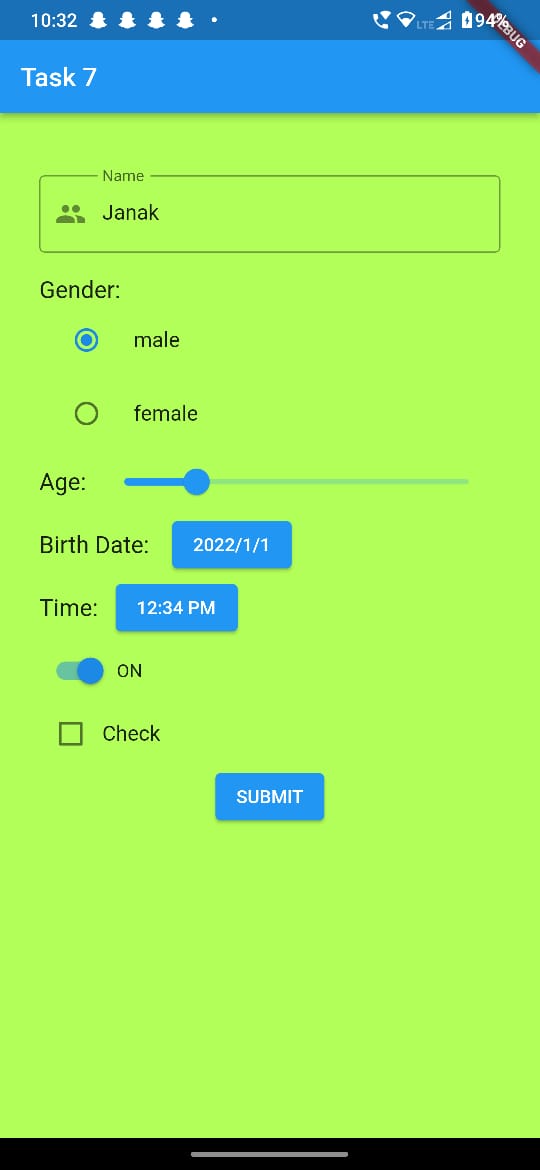 10:32 LTE 94%
DEBUG
Task 7
Name
Janak
Gender:
male
female
Age:
Birth Date: 2022/1/1
Time: 12:34 PM
ON
Check
SUBMIT